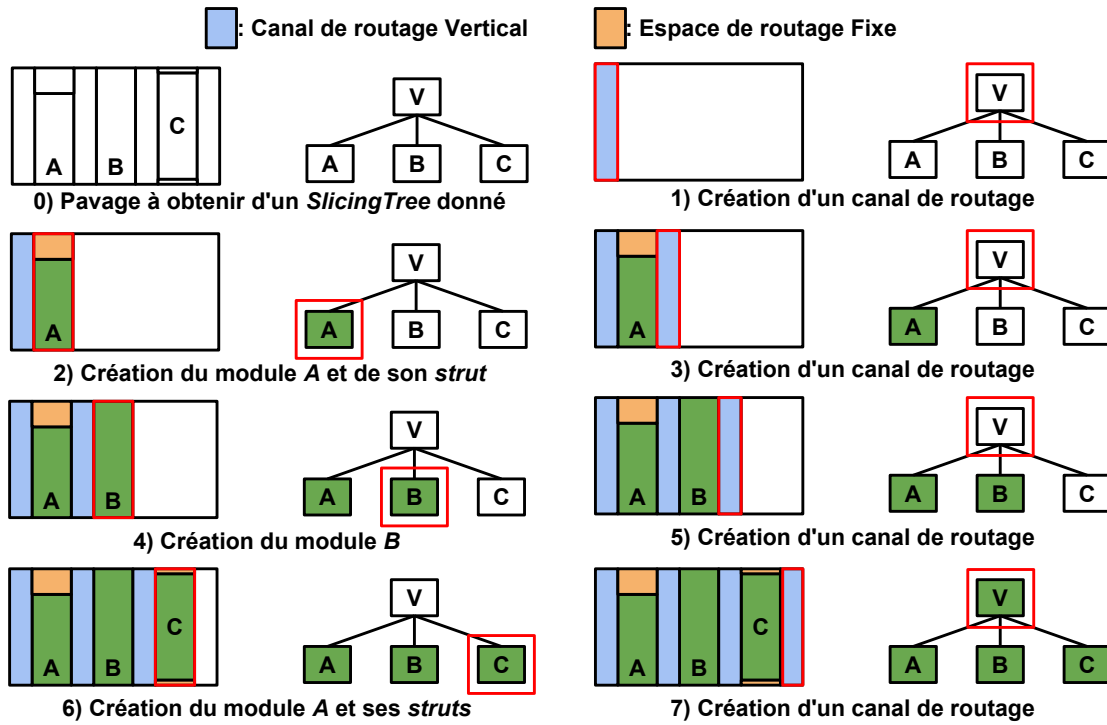 : Canal de routage Vertical
: Espace de routage Fixe
A
B
C
V
A
B
C
0) Pavage à obtenir d'un SlicingTree donné
V
A
B
C
1) Création d'un canal de routage
A
V
A
B
C
2) Création du module A et de son strut
A
V
A
B
C
3) Création d'un canal de routage
A
B
V
A
B
C
4) Création du module B
A
B
V
A
B
C
5) Création d'un canal de routage
A
B
C
V
A
B
C
6) Création du module A et ses struts
A
B
C
V
A
B
C
7) Création d'un canal de routage